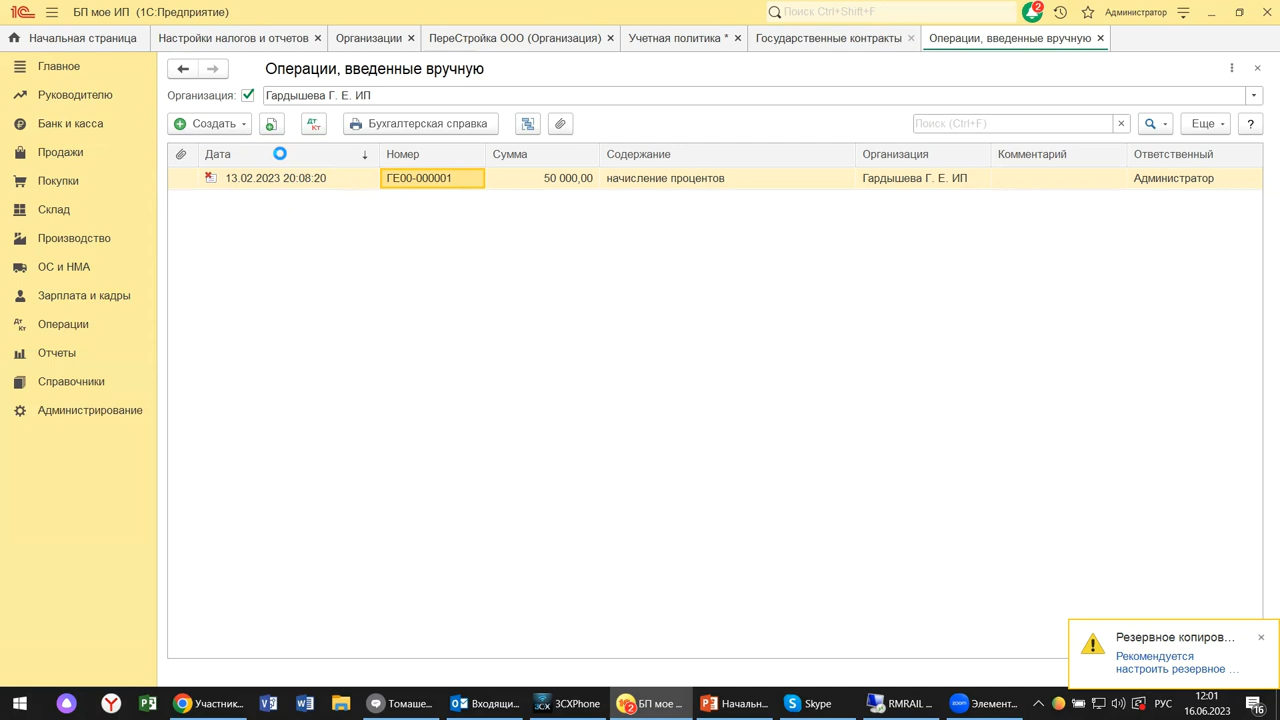 БП мое ИП (1С:Предприятие)
Поиск Ctrl+Shift+F
2
Администратор
Начальная страница
Настройки налогов и отчетов
Организации
ПереСтройка ООО (Организация)
Учетная политика *
Государственные контракты
Операции, введенные вручную
Главное
Руководителю
Банк и касса
Продажи
Покупки
Склад
Производство
ОС и НМА
Зарплата и кадры
Операции
Отчеты
Справочники
Администрирование
Операции, введенные вручную
Организация: Гардышева Г. Е. ИП
Создать
Дт Кт
Бухгалтерская справка
Поиск (Ctrl+F)
Еще
?
Дата Номер Сумма Содержание Организация Комментарий Ответственный
13.02.2023 20:08:20 ГЕ00-000001 50 000,00 начисление процентов Гардышева Г. Е. ИП Администратор
Резервное копиров...
Рекомендуется
настроить резервное ...
Участник...
Томаше...
Входящи...
3CXPhone
БП мое ...
Начальн...
Skype
RMRAIL ...
Элемент...
РУС
12:01
16.06.2023
16